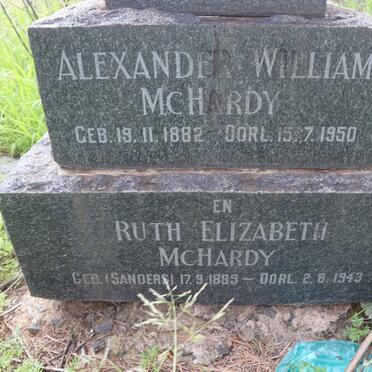 ALEXANDER WILLIAM
MCHARDY
GEB. 19.11.1882 - OORL. 15.7.1950
EN
RUTH ELIZABETH
MCHARDY
GEB. (SANDERS) 17.9.1885 - OORL. 2.8.1943